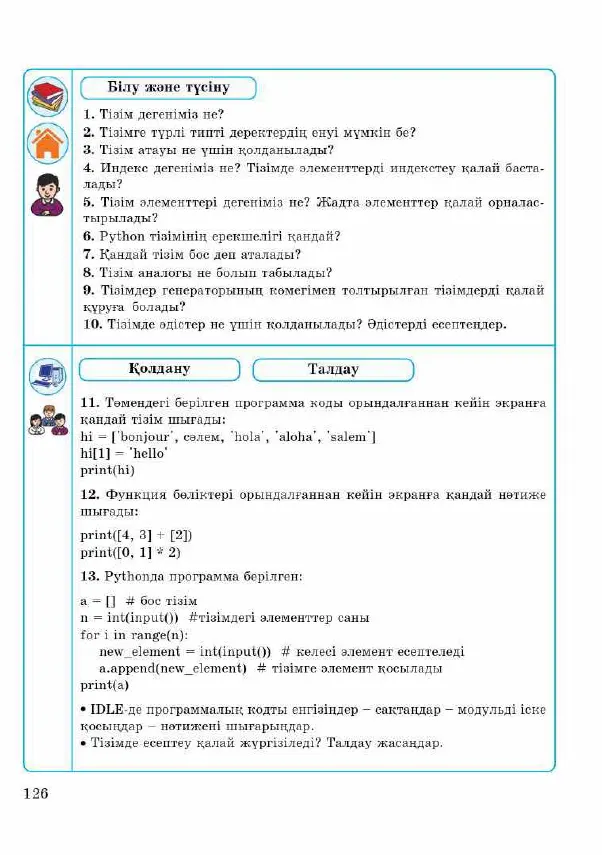 Білу және түсіну
1. Тізім дегеніміз не?
2. Тізімге түрлі типті деректердің енуі мүмкін бе?
3. Тізім атауы не үшін қолданылады?
4. Индекс дегеніміз не? Тізімде элементтерді индекстеу қалай баста-
лады?
5. Тізім элементтері дегеніміз не? Жадта элементтер қалай орналас-
тырылады?
6. Python тізімінің ерекшелігі қандай?
7. Қандай тізім бос деп аталады?
8. Тізім аналогы не болып табылады?
9. Тізімдер генераторының көмегімен толтырылған тізімдерді қалай
құруға болады?
10. Тізімде әдістер не үшін қолданылады? Әдістерді есептеңдер.
Қолдану Талдау
11. Төмендегі берілген программа коды орындалғаннан кейін экранға
қандай тізім шығады:
hi = ['bonjour', сәлем, 'hola', 'aloha', 'salem']
hi[1] = 'hello'
print(hi)
12. Функция бөліктері орындалғаннан кейін экранға қандай нәтиже
шығады:
print([4, 3] + [2])
print([0, 1] * 2)
13. Pythonда программа берілген:
a = [] # бос тізім
n = int(input()) #тізімдегі элементтер саны
for i in range(n):
new_element = int(input()) # келесі элемент есептеледі
a.append(new_element) # тізімге элемент қосылады
print(a)
• IDLE-де программалық кодты енгізіңдер – сақтаңдар – модульді іске
қосыңдар – нәтижені шығарыңдар.
• Тізімде есептеу қалай жүргізіледі? Талдау жасаңдар.
126